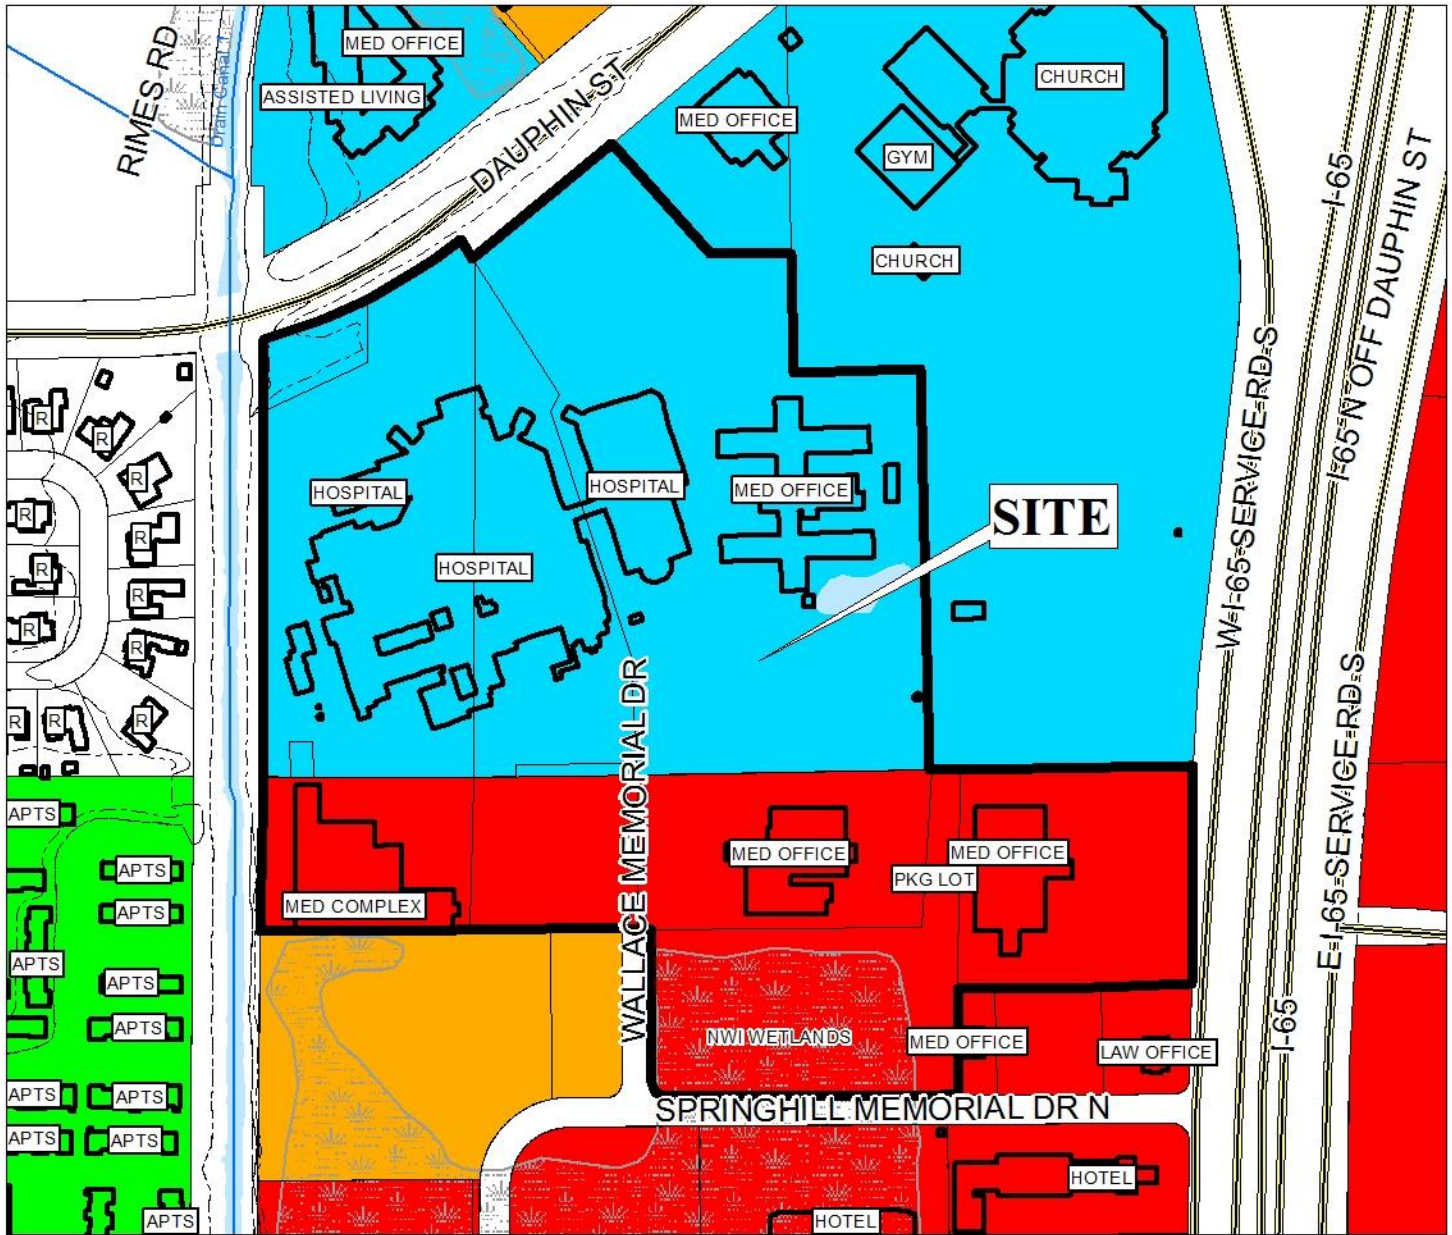 RIMES RD
Drain Canal 1
MED OFFICE
ASSISTED LIVING
DAUPHIN ST
MED OFFICE
CHURCH
GYM
CHURCH
I-65
I-65 N OFF DAUPHIN ST
W-I-65-SERVICE-RD-S
E-I-65-SERVICE-RD-S
I-65
HOSPITAL
HOSPITAL
MED OFFICE
HOSPITAL
SITE
R
R
R
R
R
R
R
R
R
R
R
R
WALLACE MEMORIAL DR
APTS
APTS
APTS
APTS
APTS
APTS
APTS
APTS
APTS
APTS
APTS
MED COMPLEX
MED OFFICE
MED OFFICE
PKG LOT
NWI WETLANDS
MED OFFICE
LAW OFFICE
SPRINGHILL MEMORIAL DR N
HOTEL
HOTEL